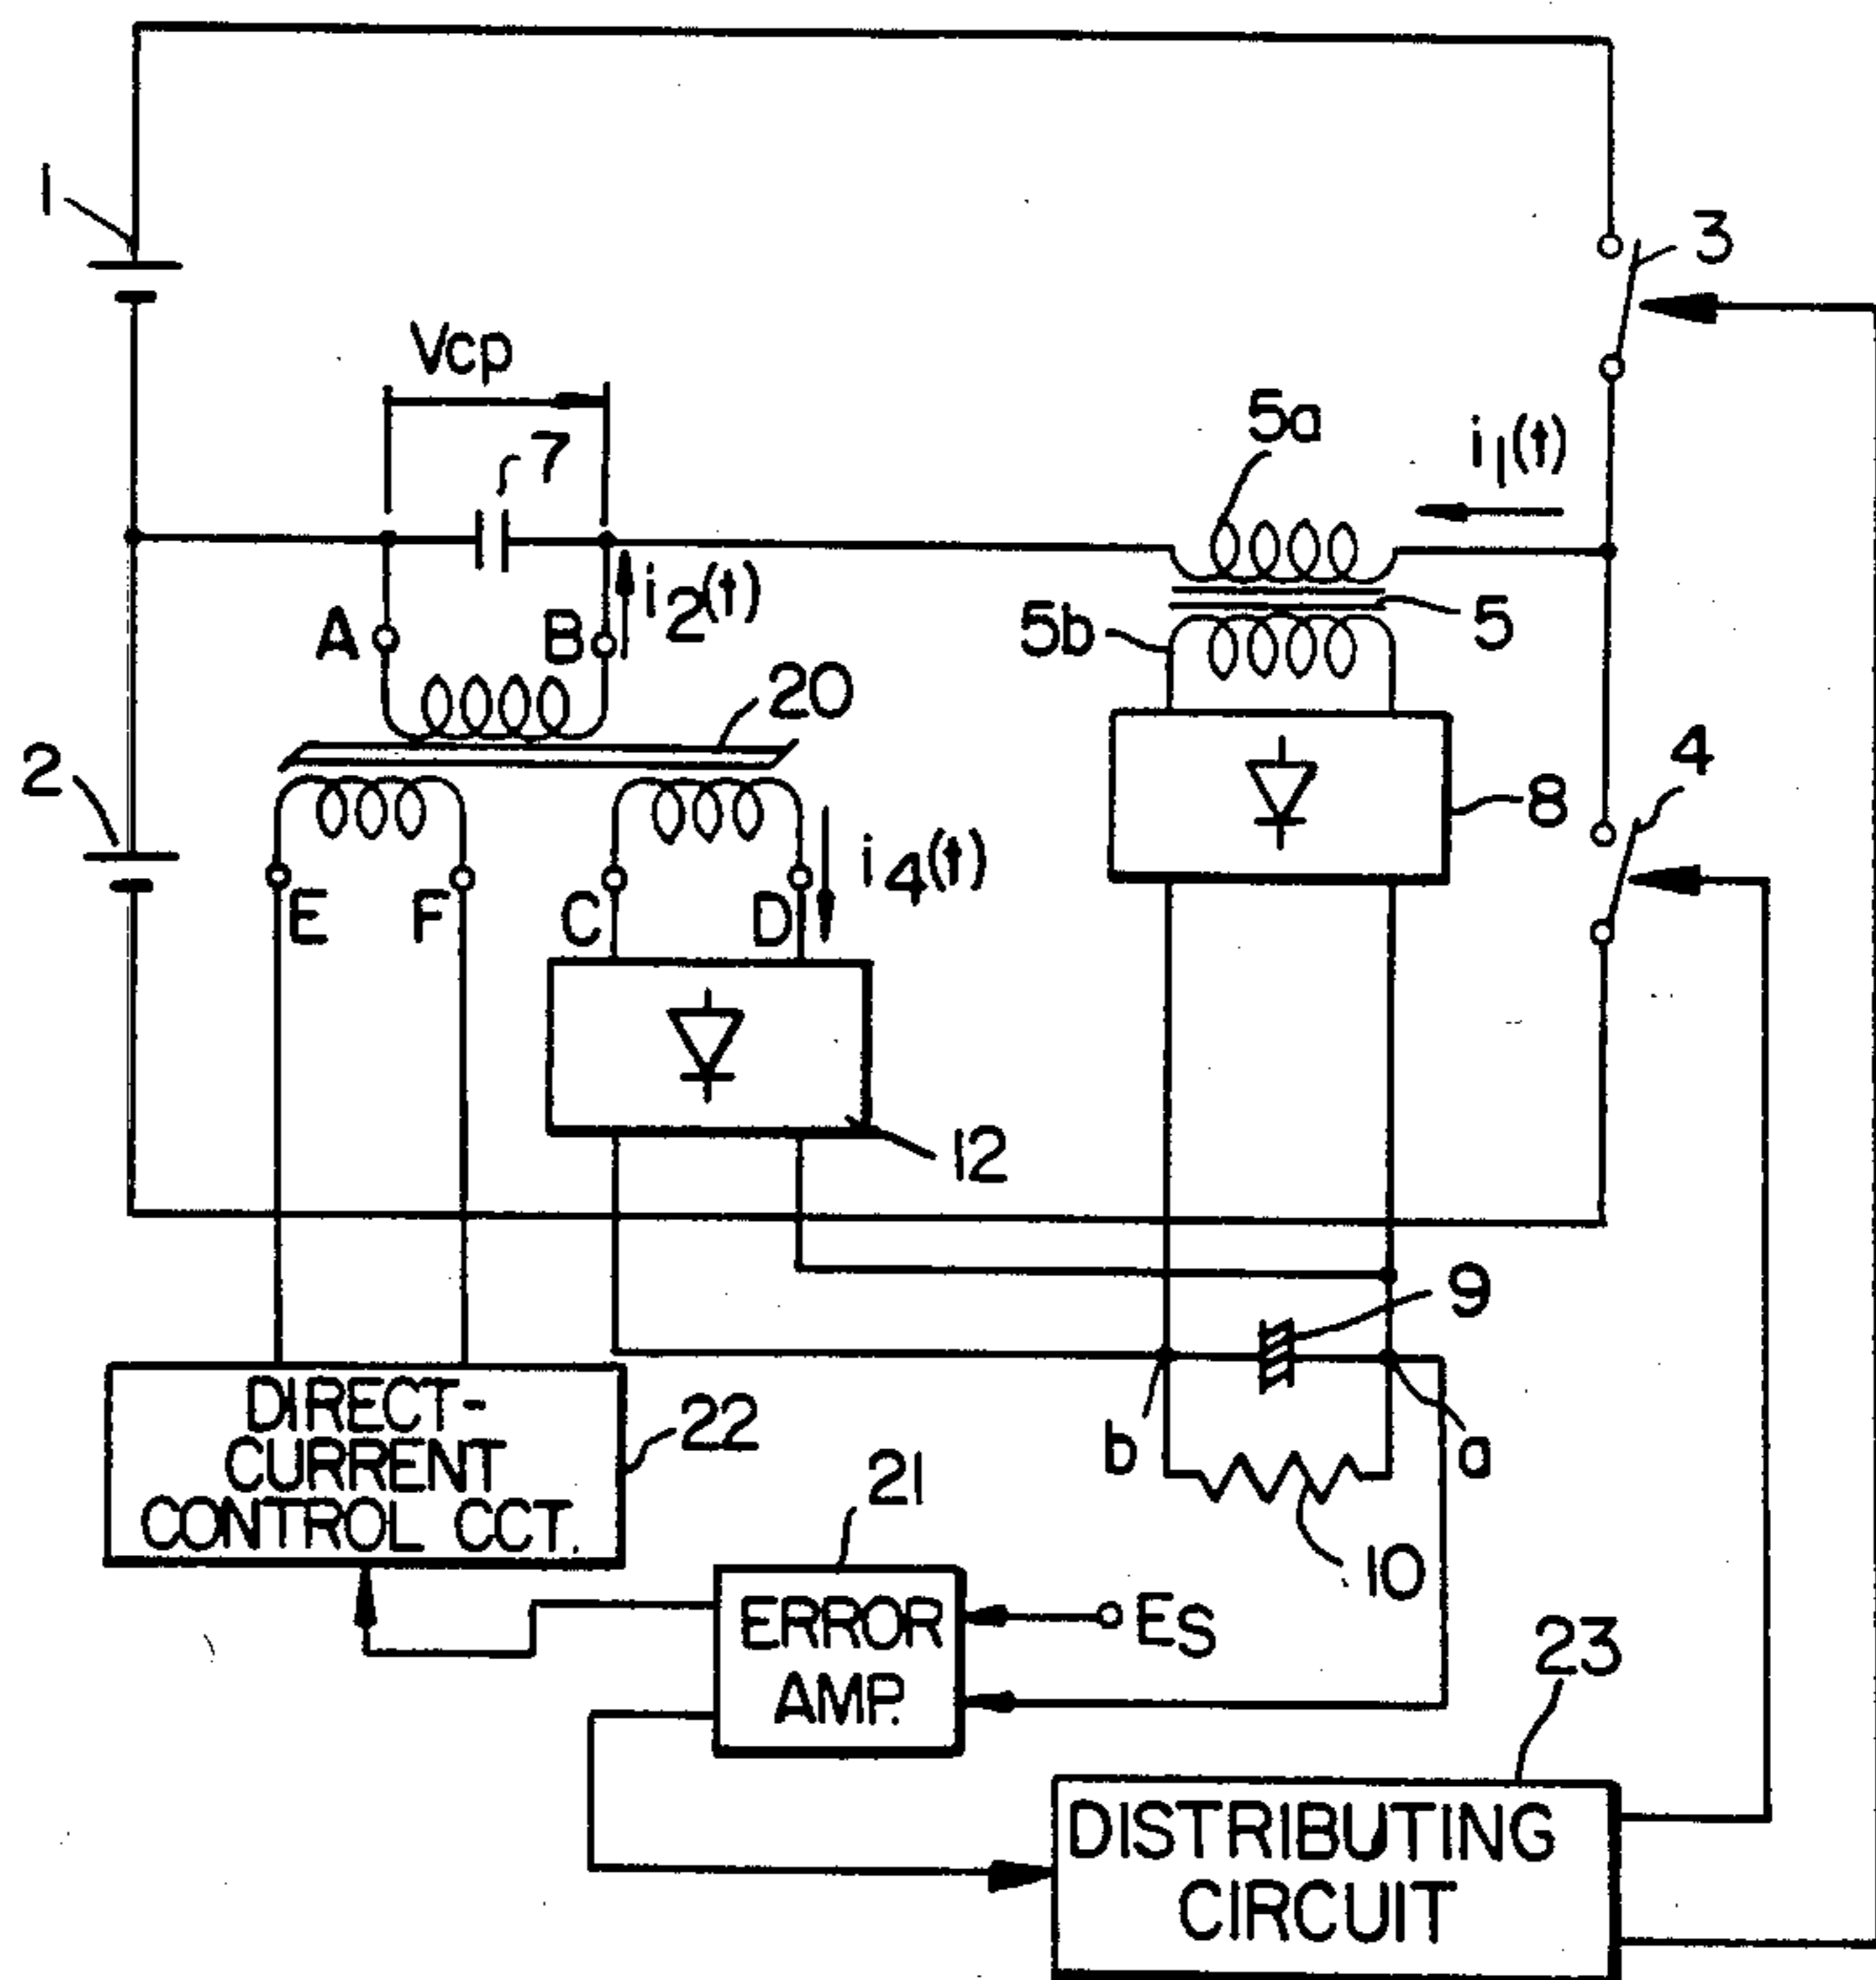 1
3
Vcp
7
5a
i1(t)
i2(t)
A
B
5b
5
20
2
4
8
i4(t)
E
F
C
D
12
9
DIRECT-
CURRENT
CONTROL CCT.
22
b
a
21
10
ERROR
AMP.
ES
23
DISTRIBUTING
CIRCUIT